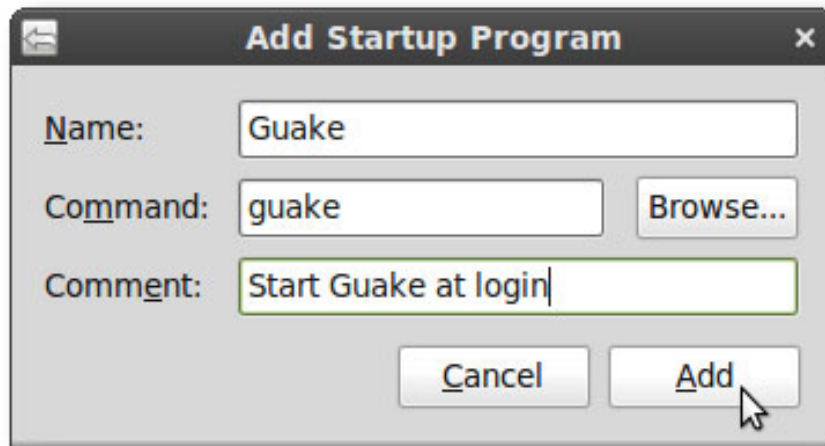 Add Startup Program
Name: Guake
Command: guake Browse...
Comment: Start Guake at login
Cancel Add